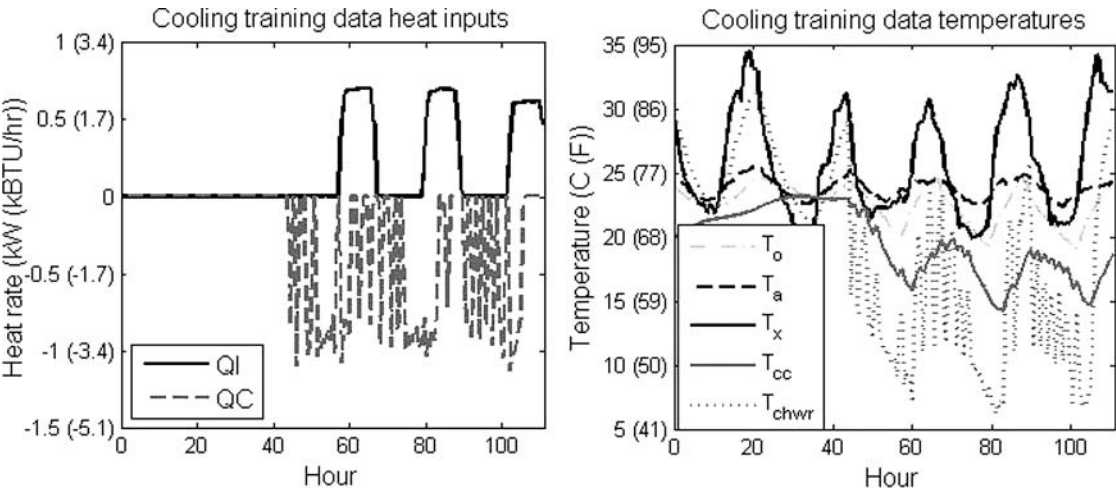 Cooling training data heat inputs
1 (3.4)
0.5 (1.7)
0
-0.5 (-1.7)
-1 (-3.4)
-1.5 (-5.1)
Heat rate (kW (kBTU/hr))
QI
QC
0 20 40 60 80 100
Hour
Cooling training data temperatures
35 (95)
30 (86)
25 (77)
20 (68)
15 (59)
10 (50)
5 (41)
Temperature (C (F))
To
Ta
Tx
Tcc
Tchwr
0 20 40 60 80 100
Hour